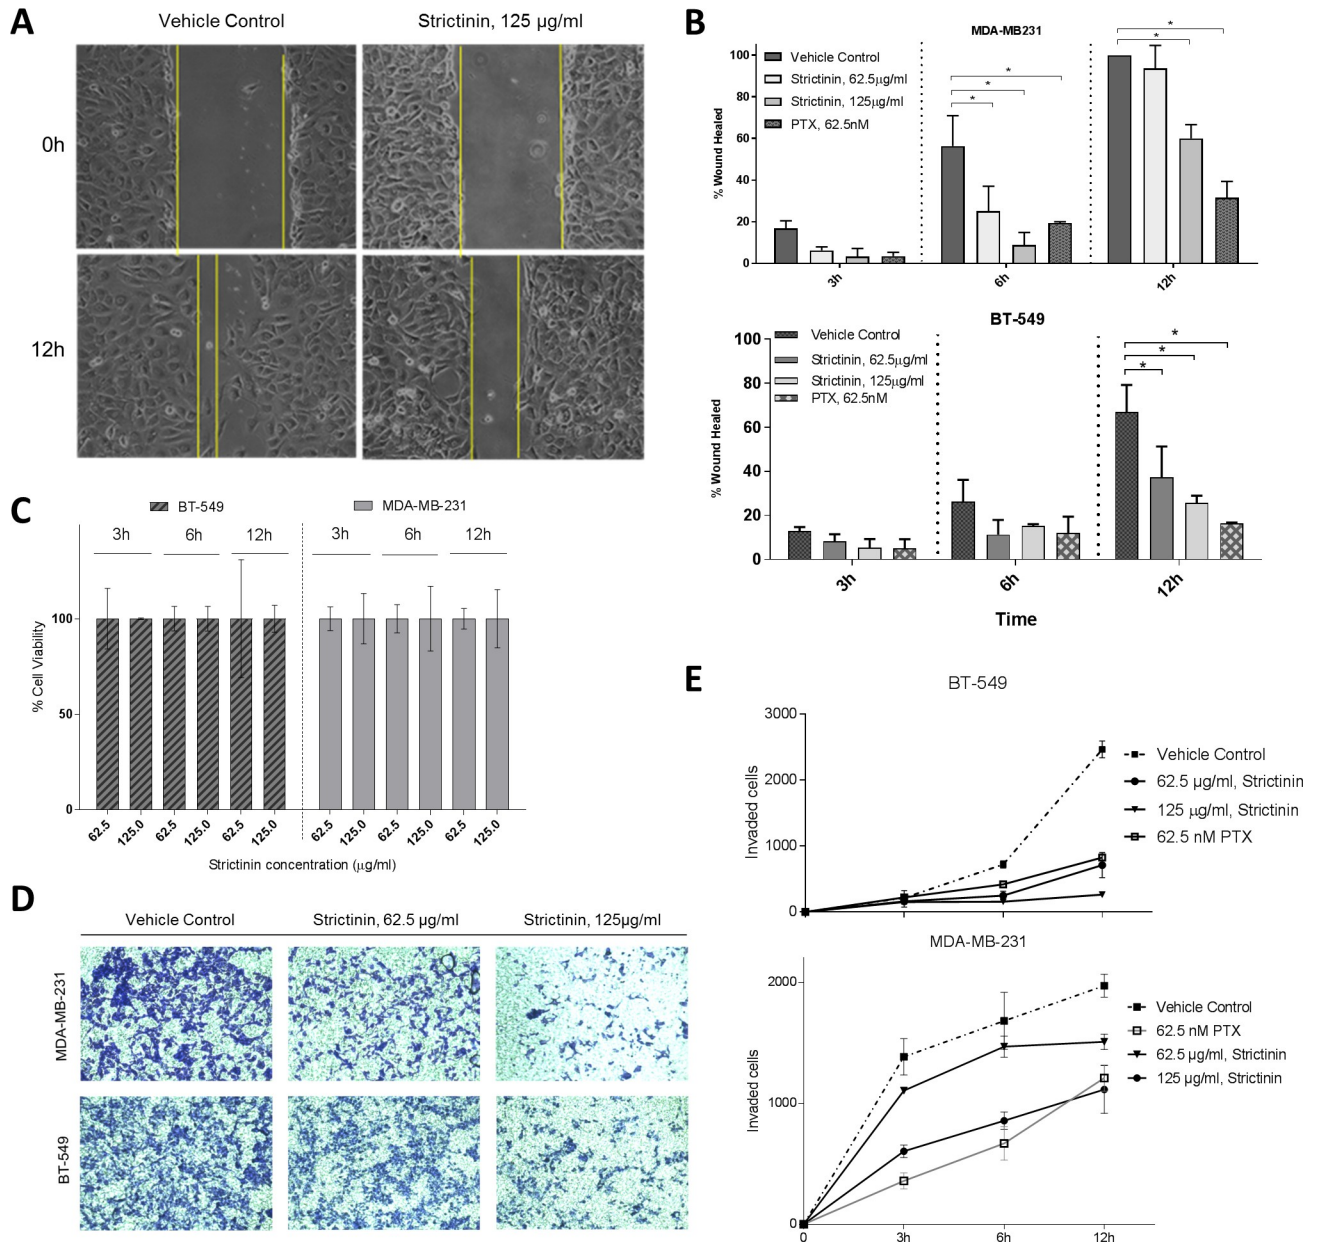 A
Vehicle Control
Strictinin, 125 µg/ml
0h
12h
B
MDA-MB231
Vehicle Control
Strictinin, 62.5µg/ml
Strictinin, 125µg/ml
PTX, 62.5nM
% Wound Healed
100
80
60
40
20
0
* * *
* *
3h 6h 12h
BT-549
Vehicle Control
Strictinin, 62.5µg/ml
Strictinin, 125µg/ml
PTX, 62.5nM
% Wound Healed
100
80
60
40
20
0
* * *
3h 6h 12h
Time
C
BT-549 MDA-MB-231
3h 6h 12h 3h 6h 12h
% Cell Viability
100
50
0
62.5 125.0 62.5 125.0 62.5 125.0 62.5 125.0 62.5 125.0 62.5 125.0
Strictinin concentration (µg/ml)
D
Vehicle Control Strictinin, 62.5 µg/ml Strictinin, 125µg/ml
MDA-MB-231
BT-549
E
BT-549
Invaded cells
3000
2000
1000
0
Vehicle Control
62.5 µg/ml, Strictinin
125 µg/ml, Strictinin
62.5 nM PTX
MDA-MB-231
Invaded cells
2000
1000
0
Vehicle Control
62.5 nM PTX
62.5 µg/ml, Strictinin
125 µg/ml, Strictinin
0 3h 6h 12h